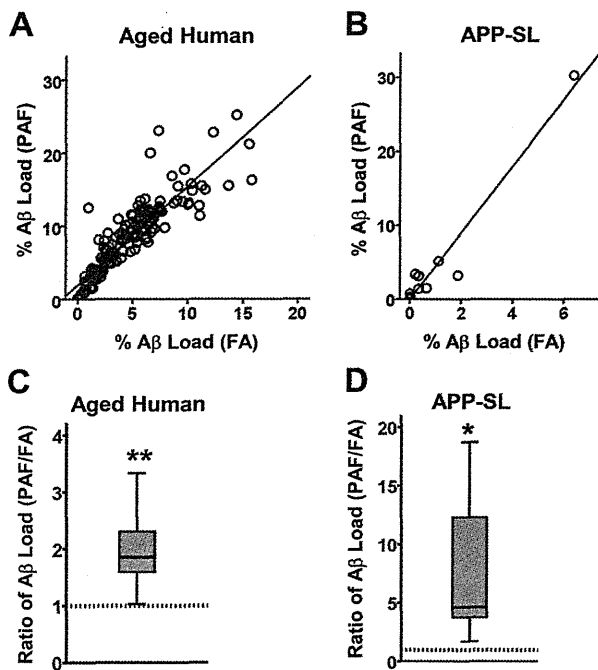 A
Aged Human
% Aβ Load (PAF)
30
20
10
0
0 5 10 15 20
% Aβ Load (FA)
B
APP-SL
% Aβ Load (PAF)
30
20
10
0
0 2 4 6
% Aβ Load (FA)
C
Aged Human
Ratio of Aβ Load (PAF/FA)
4
3
2
1
0
**
D
APP-SL
Ratio of Aβ Load (PAF/FA)
20
15
10
5
0
*